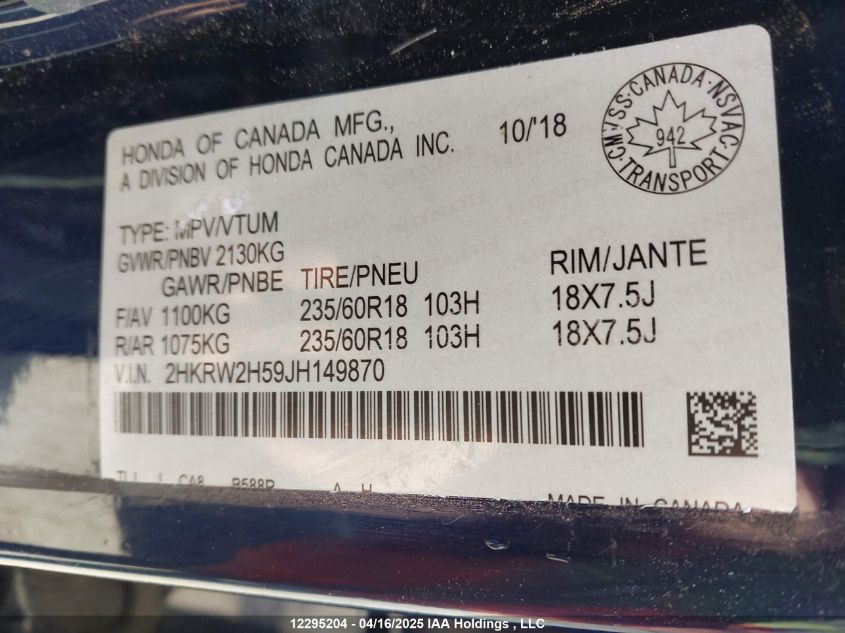 HONDA OF CANADA MFG.,
A DIVISION OF HONDA CANADA INC.
10/'18
CMVSS·CANADA·NSVAC·TRANSPORT
942
TYPE: MPV/VTUM
GVWR/PNBV 2130KG
GAWR/PNBE TIRE/PNEU RIM/JANTE
F/AV 1100KG 235/60R18 103H 18X7.5J
R/AR 1075KG 235/60R18 103H 18X7.5J
V.I.N. 2HKRW2H59JH149870
CA8 B588P A H
MADE IN CANADA
12295204 - 04/16/2025 IAA Holdings , LLC